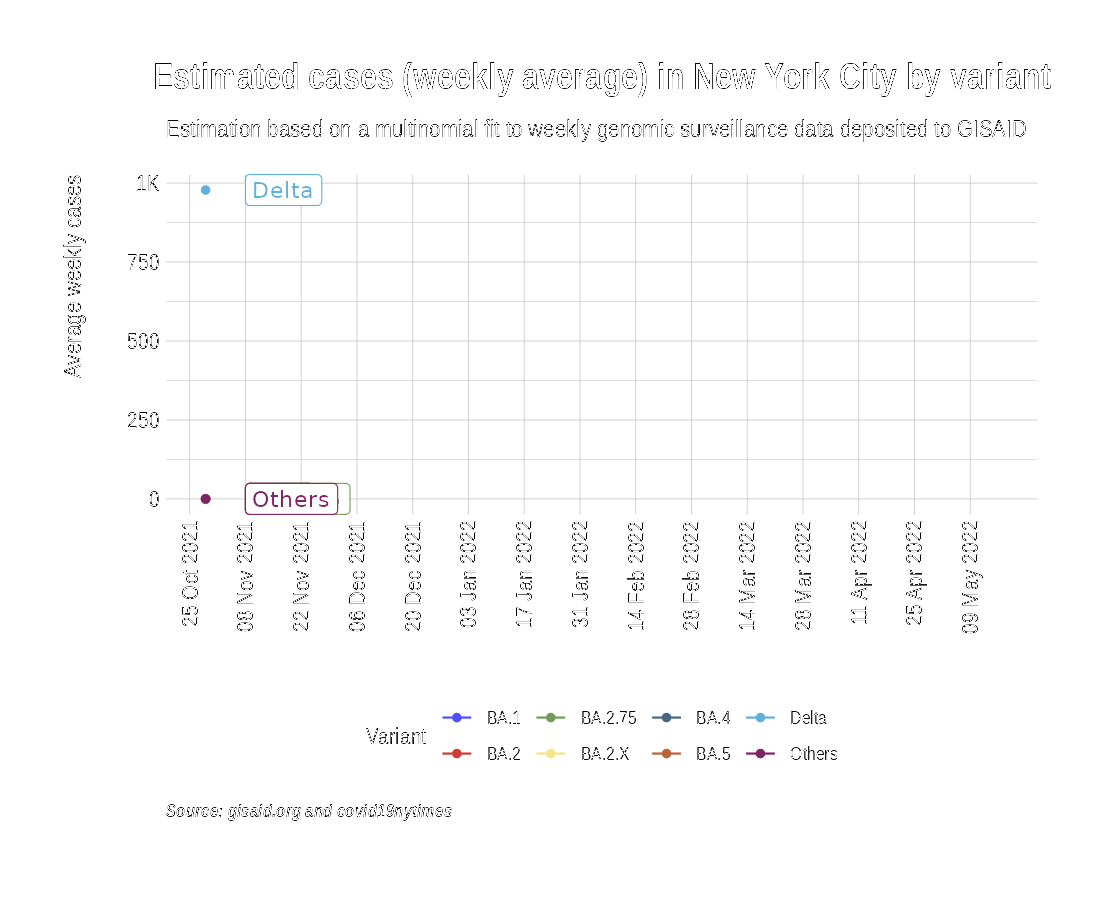 Estimated cases (weekly average) in New York City by variant
Estimation based on a multinomial fit to weekly genomic surveillance data deposited to GISAID
Average weekly cases
1K
750
500
250
0
Delta
Others
25 Oct 2021
08 Nov 2021
22 Nov 2021
06 Dec 2021
20 Dec 2021
03 Jan 2022
17 Jan 2022
31 Jan 2022
14 Feb 2022
28 Feb 2022
14 Mar 2022
28 Mar 2022
11 Apr 2022
25 Apr 2022
09 May 2022
Variant
BA.1
BA.2.75
BA.4
Delta
BA.2
BA.2.X
BA.5
Others
Source: gisaid.org and covid19nytimes